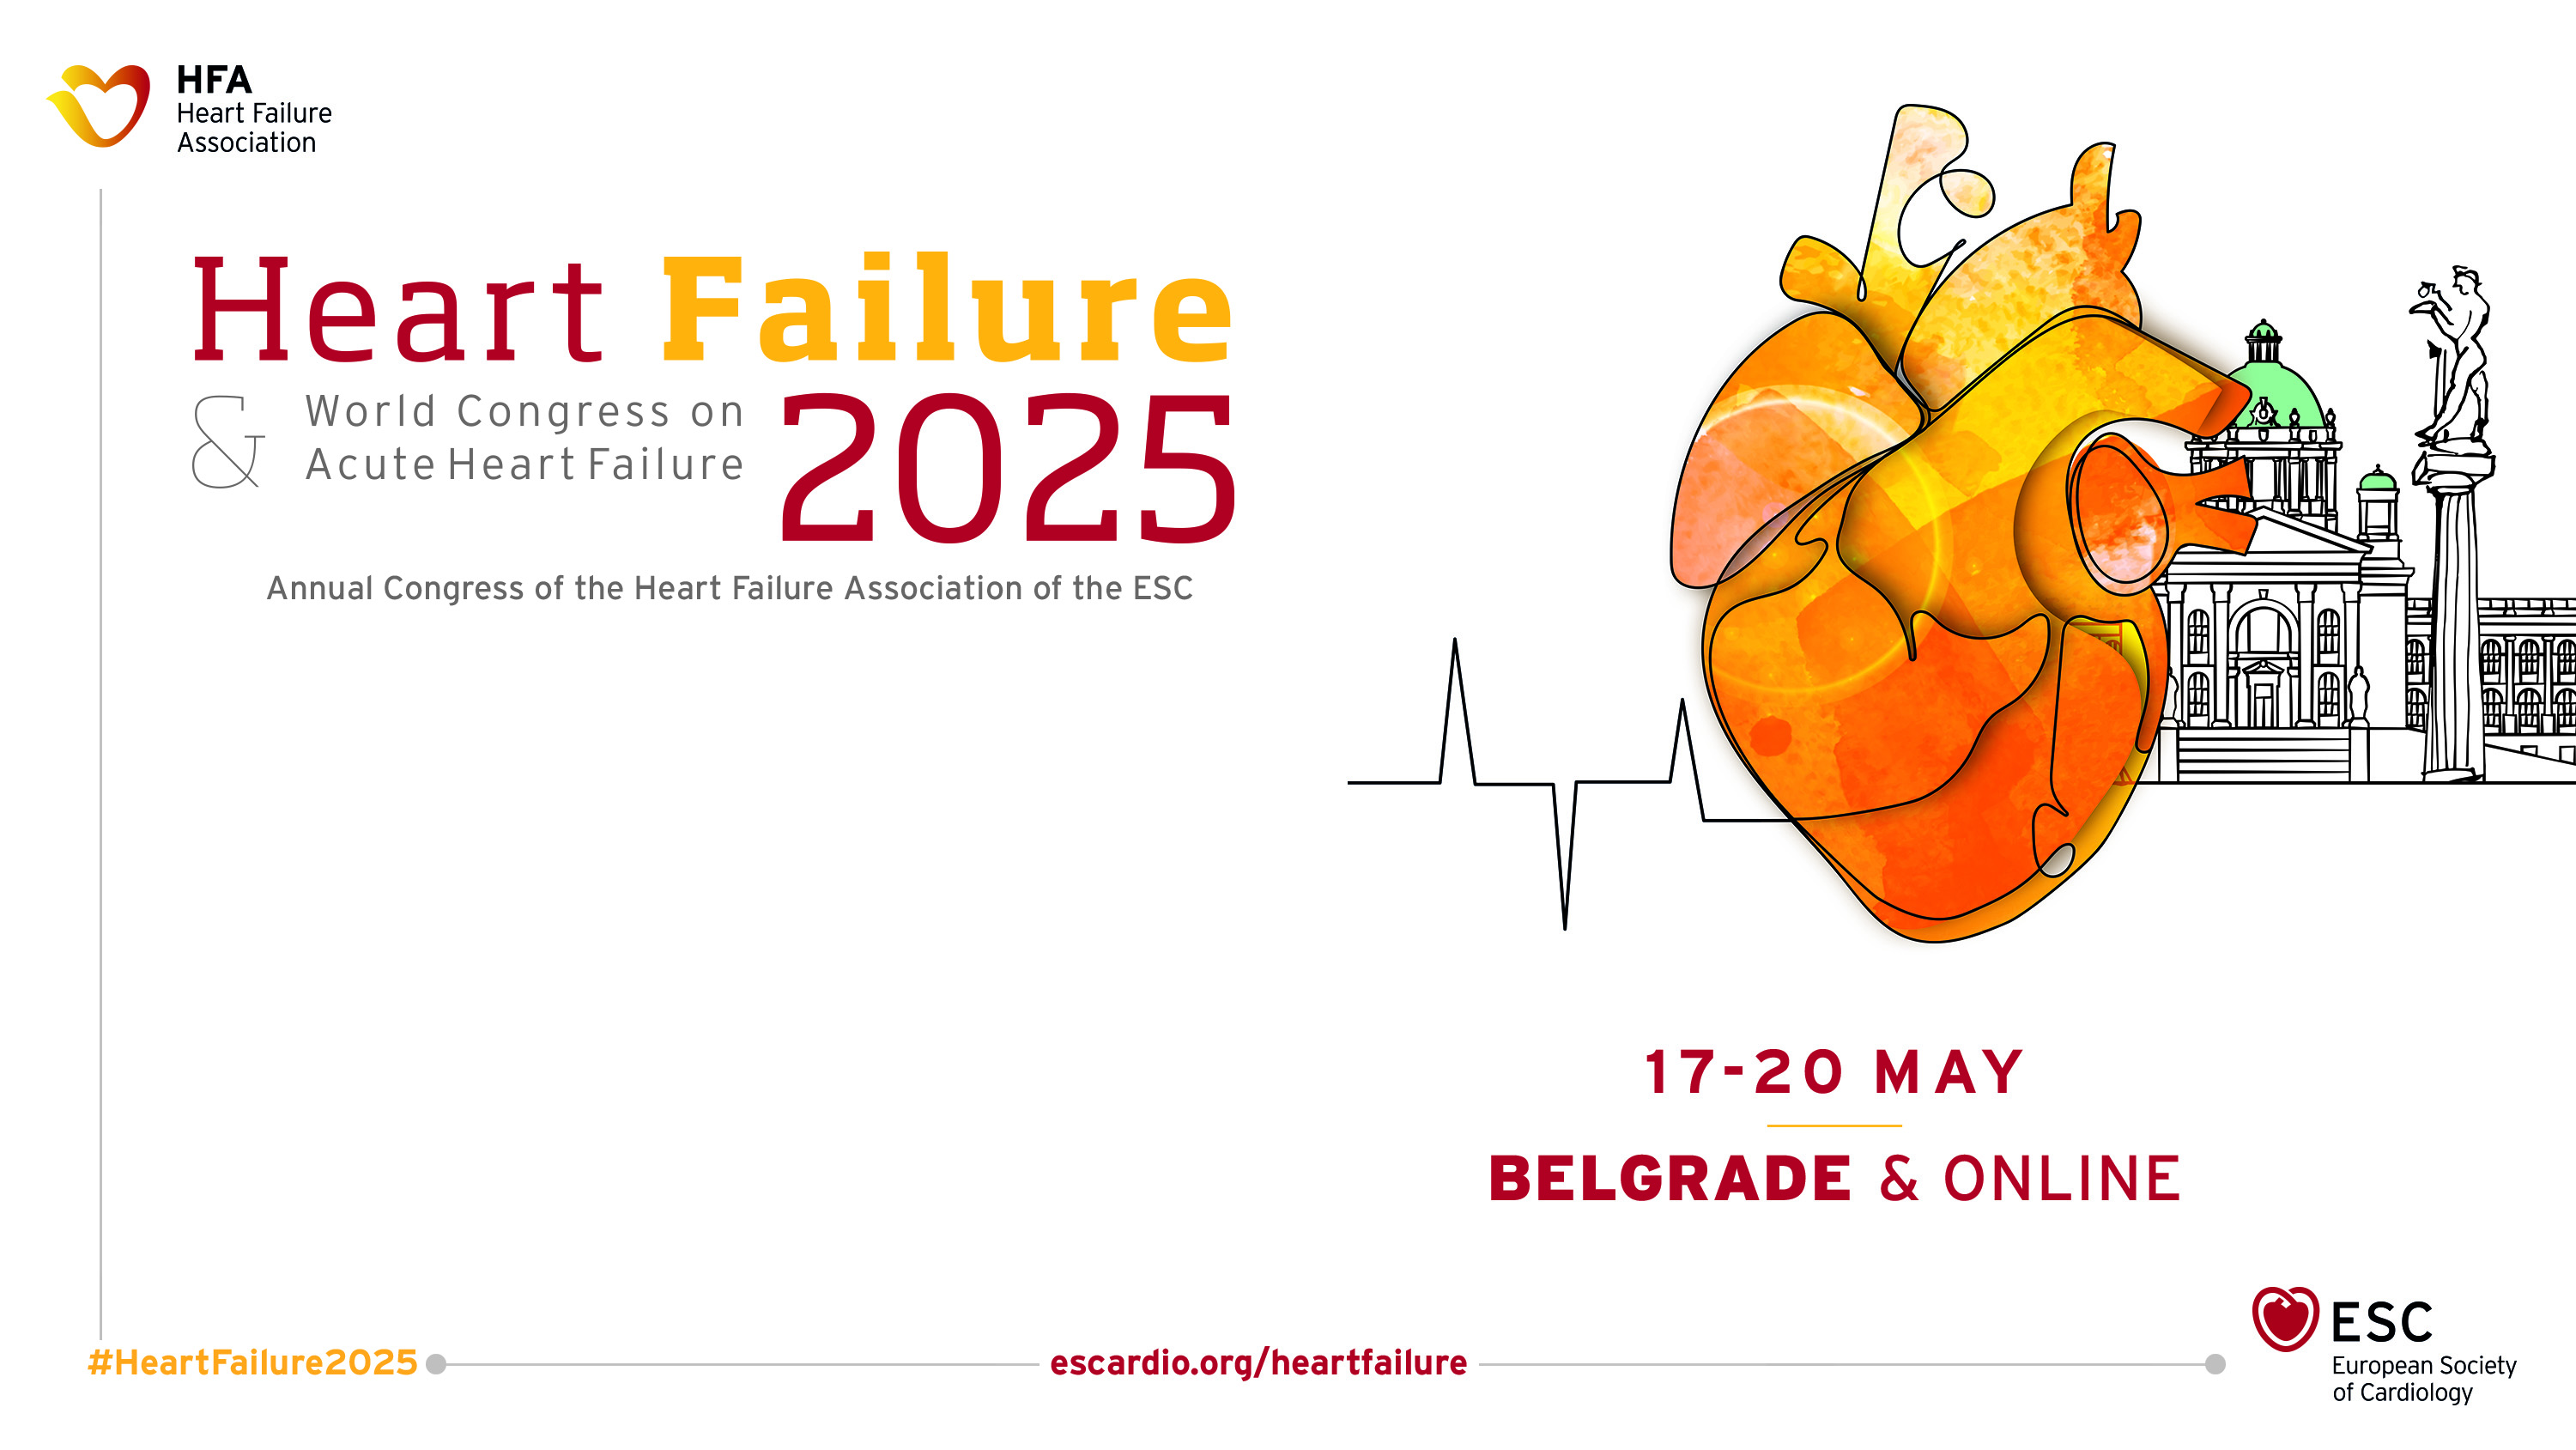 HFA
Heart Failure
Association
Heart Failure
& World Congress on
Acute Heart Failure
2025
Annual Congress of the Heart Failure Association of the ESC
17-20 MAY
BELGRADE & ONLINE
#HeartFailure2025
escardio.org/heartfailure
ESC
European Society
of Cardiology